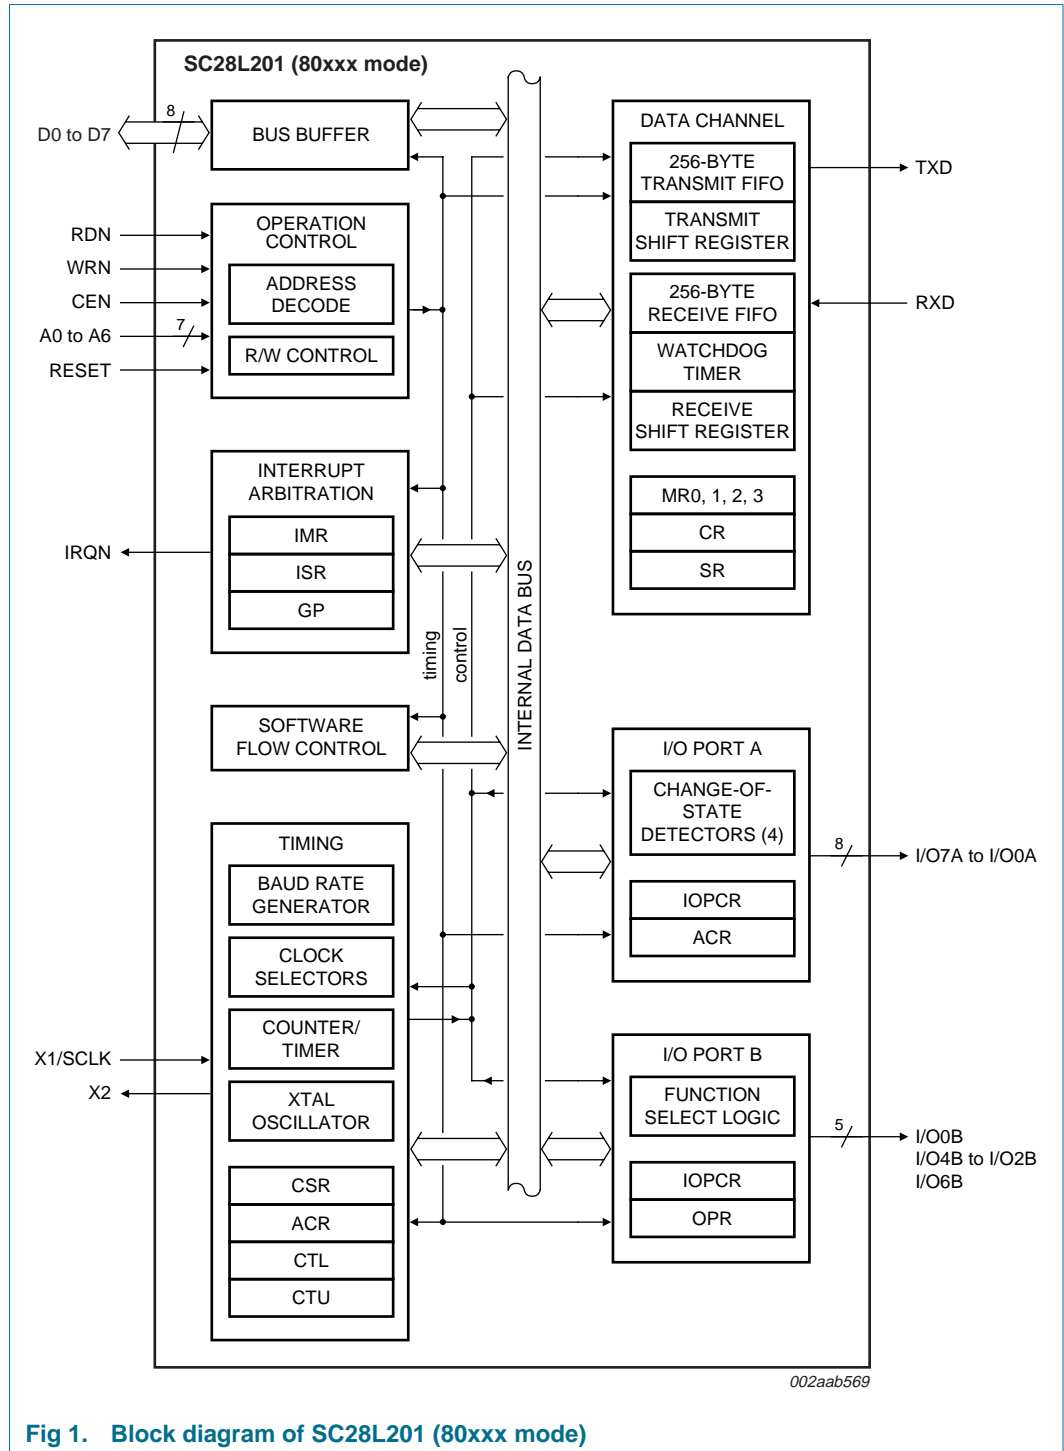 SC28L201 (80xxx mode)
D0 to D7
8
BUS BUFFER
RDN
WRN
CEN
A0 to A6
7
RESET
OPERATION
CONTROL
ADDRESS
DECODE
R/W CONTROL
INTERRUPT
ARBITRATION
IMR
ISR
GP
IRQN
timing
control
INTERNAL DATA BUS
SOFTWARE
FLOW CONTROL
TIMING
BAUD RATE
GENERATOR
CLOCK
SELECTORS
COUNTER/
TIMER
XTAL
OSCILLATOR
CSR
ACR
CTL
CTU
X1/SCLK
X2
DATA CHANNEL
256-BYTE
TRANSMIT FIFO
TRANSMIT
SHIFT REGISTER
256-BYTE
RECEIVE FIFO
WATCHDOG
TIMER
RECEIVE
SHIFT REGISTER
MR0, 1, 2, 3
CR
SR
TXD
RXD
I/O PORT A
CHANGE-OF-
STATE
DETECTORS (4)
IOPCR
ACR
8
I/O7A to I/O0A
I/O PORT B
FUNCTION
SELECT LOGIC
IOPCR
OPR
5
I/O0B
I/O4B to I/O2B
I/O6B
002aab569
Fig 1. Block diagram of SC28L201 (80xxx mode)